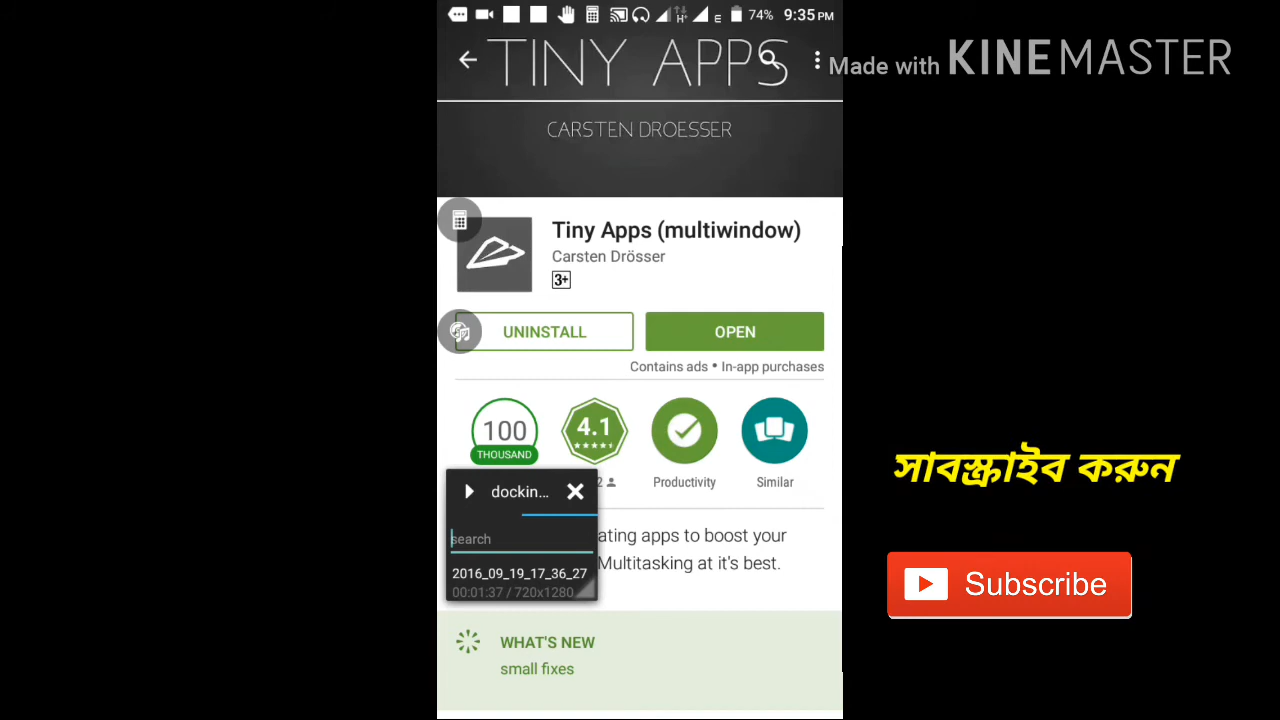 74% 9:35 PM
TINY APPS
Made with KINEMASTER
CARSTEN DROESSER
Tiny Apps (multiwindow)
Carsten Drösser
3+
UNINSTALL
OPEN
Contains ads • In-app purchases
100
THOUSAND
4.1
2
Productivity
Similar
dockin...
search
2016_09_19_17_36_27
00:01:37 / 720x1280
ating apps to boost your
Multitasking at it's best.
সাবস্ক্রাইব করুন
Subscribe
WHAT'S NEW
small fixes